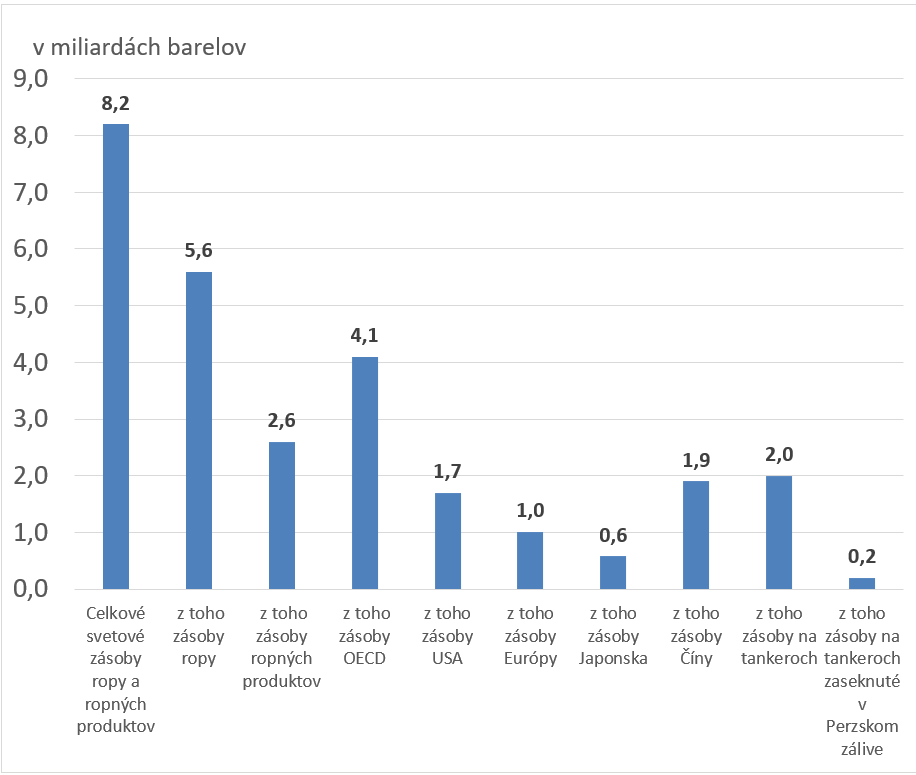 v miliardách barelov
9,0
8,0
7,0
6,0
5,0
4,0
3,0
2,0
1,0
0,0
8,2
5,6
2,6
4,1
1,7
1,0
0,6
1,9
2,0
0,2
Celkové
svetové
zásoby
ropy a
ropných
produktov
z toho
zásoby
ropy
z toho
zásoby
ropných
produktov
z toho
zásoby
OECD
z toho
zásoby
USA
z toho
zásoby
Európy
z toho
zásoby
Japonska
z toho
zásoby
Číny
z toho
zásoby na
tankeroch
z toho
zásoby na
tankeroch
zaseknuté
v
Perzskom
zálive